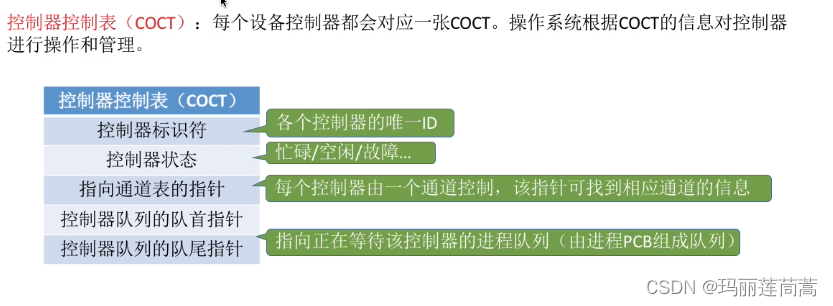 控制器控制表（COCT）：每个设备控制器都会对应一张COCT。操作系统根据COCT的信息对控制器
进行操作和管理。
控制器控制表（COCT）
控制器标识符
各个控制器的唯一ID
控制器状态
忙碌/空闲/故障...
指向通道表的指针
每个控制器由一个通道控制，该指针可找到相应通道的信息
控制器队列的队首指针
控制器队列的队尾指针
指向正在等待该控制器的进程队列（由进程PCB组成队列）
CSDN @玛丽莲茼蒿